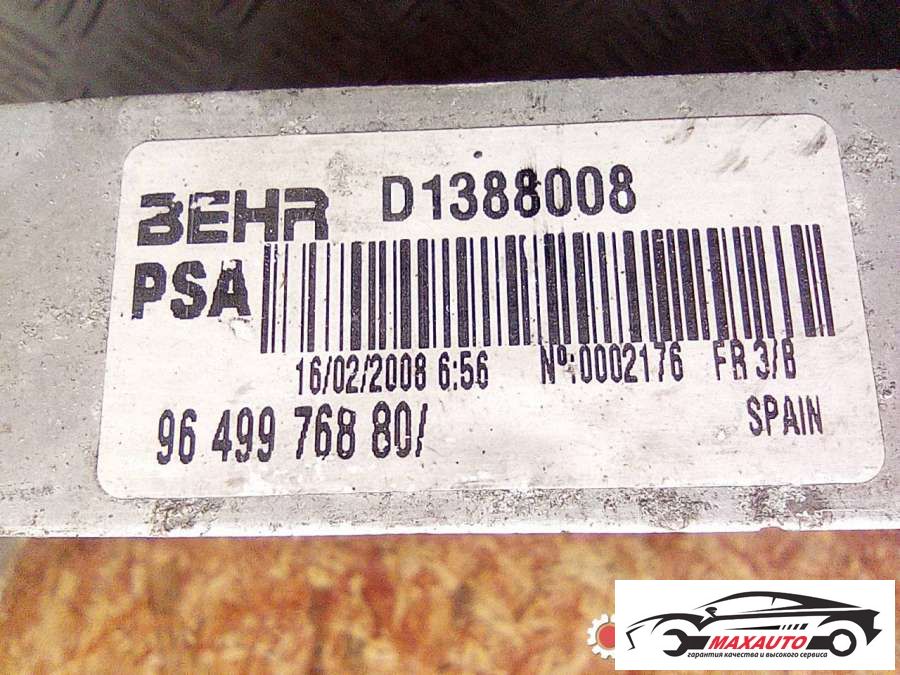 BEHR D1388008
PSA
16/02/2008 6:56 Nº:0002176 FR 3/B
96 499 768 80/
SPAIN
MAXAUTO
гарантия качества и высокого сервиса